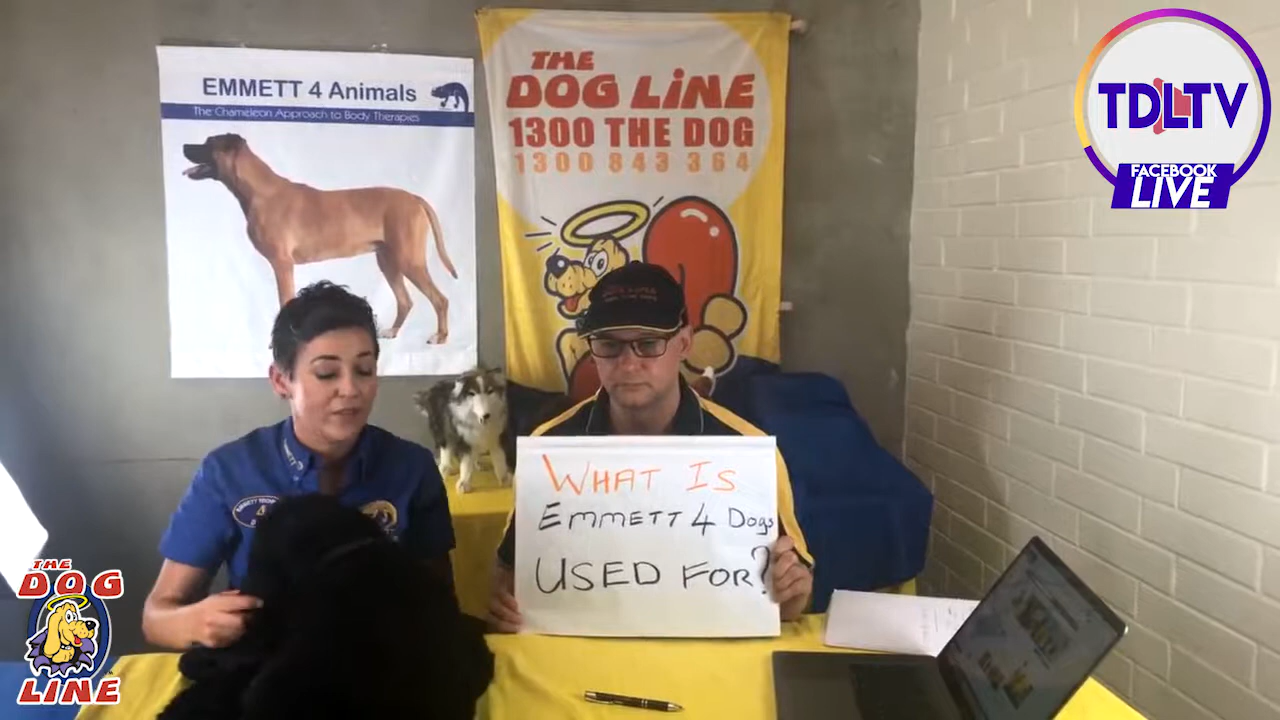 EMMETT 4 Animals
The Chameleon Approach to Body Therapies
THE
DOG LiNE
1300 THE DOG
1300 843 364
TDLTV
FACEBOOK
LIVE
WHAT IS
EMMETT 4 Dogs
USED FOR?
THE
DOG
LINE